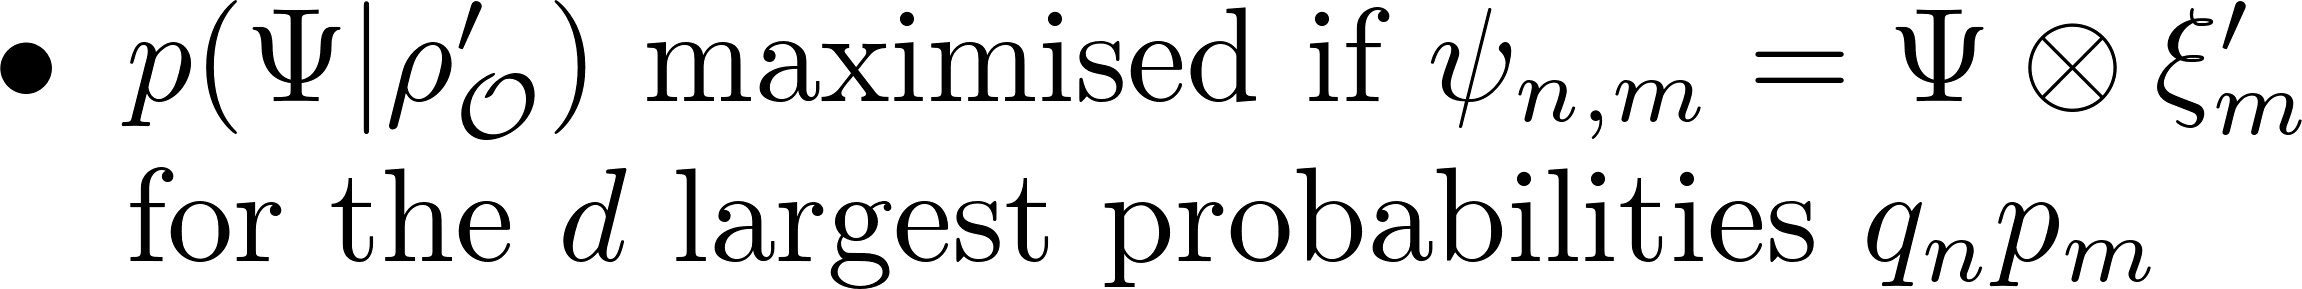 • p(Ψ|ρ′_𝒪) maximised if ψ_{n,m} = Ψ ⊗ ξ′_m
for the d largest probabilities q_n p_m